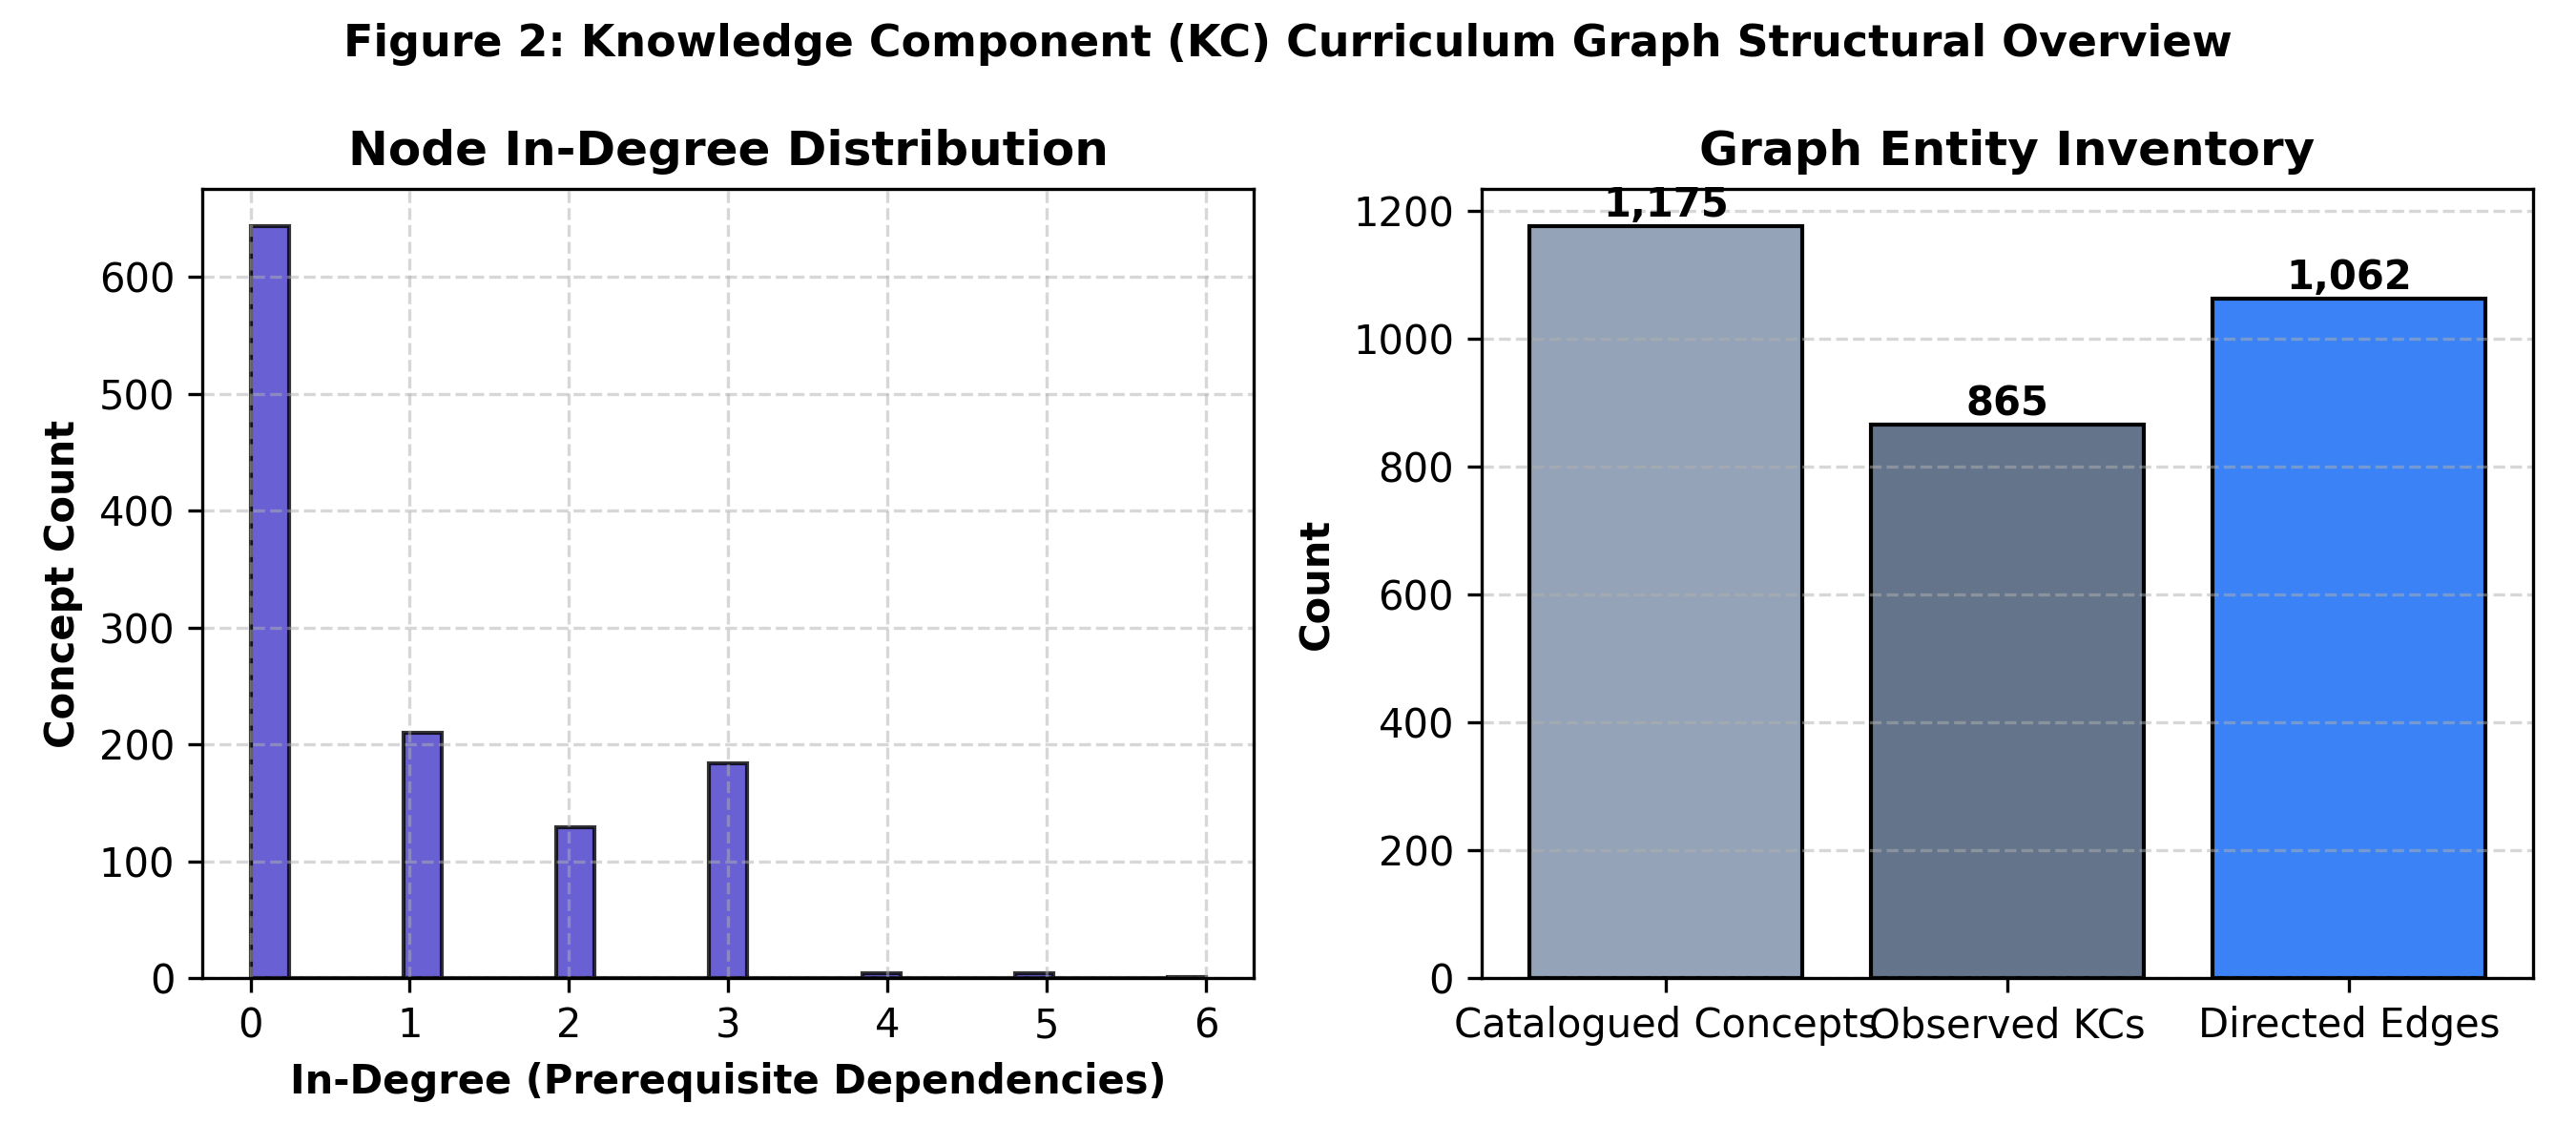 Figure 2: Knowledge Component (KC) Curriculum Graph Structural Overview
Node In-Degree Distribution
Concept Count
600
500
400
300
200
100
0
0 1 2 3 4 5 6
In-Degree (Prerequisite Dependencies)
Graph Entity Inventory
Count
1200
1000
800
600
400
200
0
1,175
865
1,062
Catalogued Concepts Observed KCs Directed Edges